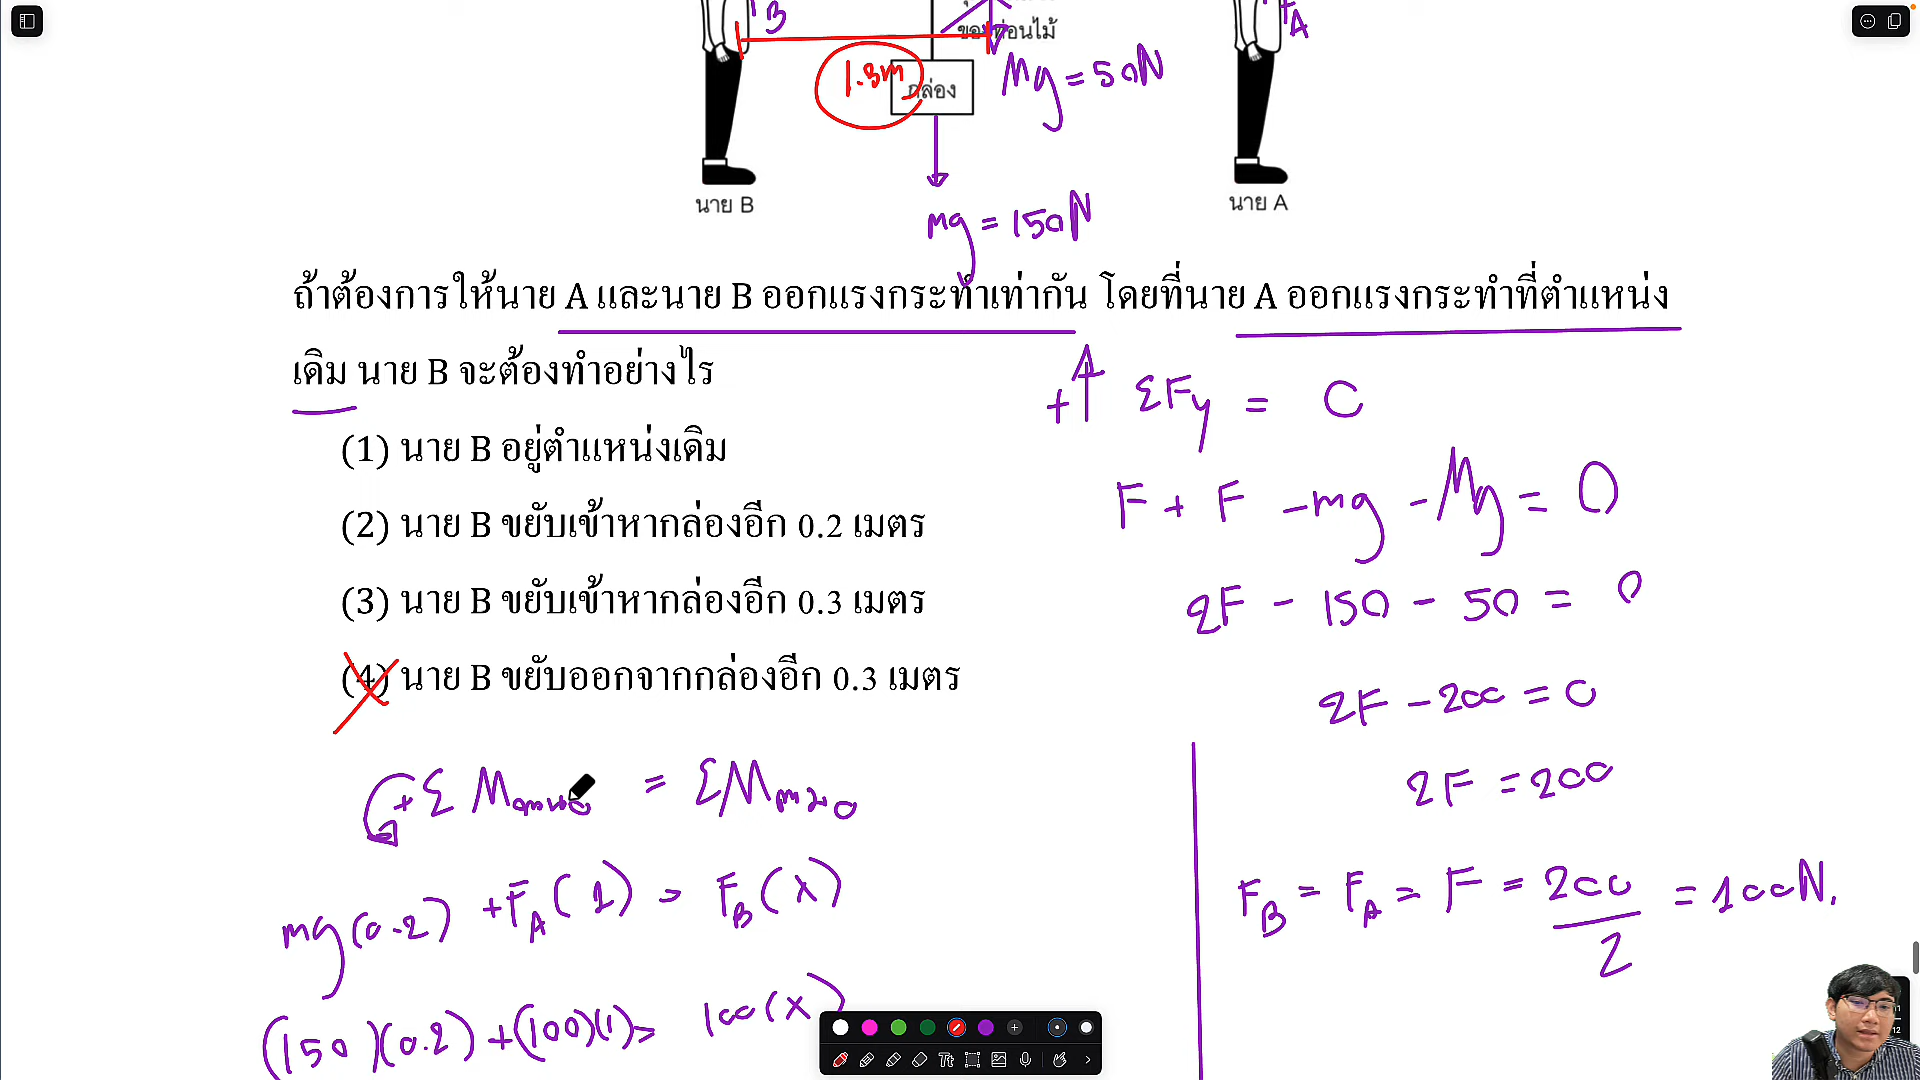 B
A
ของท่อนไม้
1.3m
กล่อง
Mg = 50N
นาย B
นาย A
mg = 150N
ถ้าต้องการให้นาย A และนาย B ออกแรงกระทำเท่ากัน โดยที่นาย A ออกแรงกระทำที่ตำแหน่ง
เดิม นาย B จะต้องทำอย่างไร
+ ΣFy = 0
(1) นาย B อยู่ตำแหน่งเดิม
F + F - mg - Mg = 0
(2) นาย B ขยับเข้าหากล่องอีก 0.2 เมตร
(3) นาย B ขยับเข้าหากล่องอีก 0.3 เมตร
2F - 150 - 50 = 0
(4) นาย B ขยับออกจากกล่องอีก 0.3 เมตร
2F - 200 = 0
2F = 200
+ Σ M = ΣM
mg(0.2) + F_A(1) = F_B(x)
F_B = F_A = F = 200/2 = 100N.
(150)(0.2) + (100)(1) = 100(x)
Tt